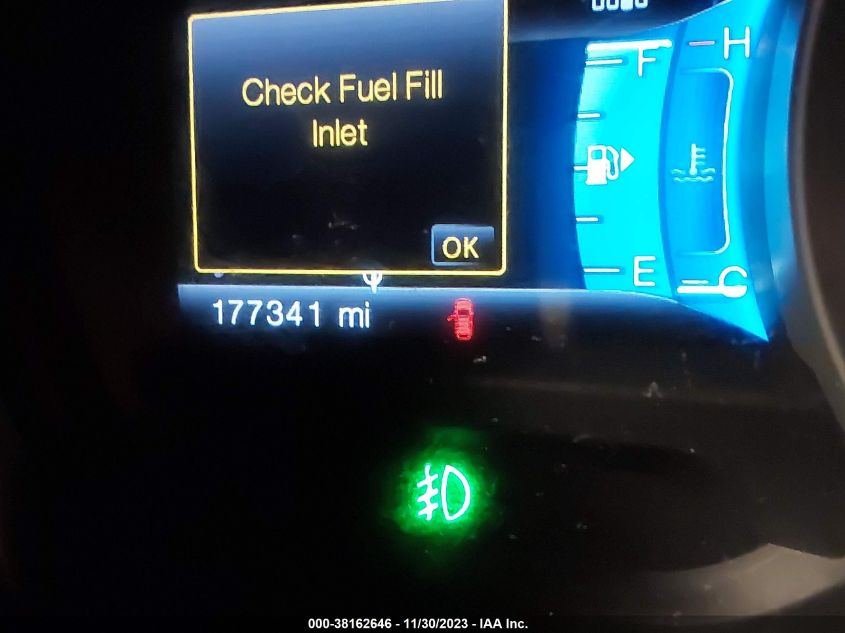 Check Fuel Fill
Inlet
OK
F
H
E
C
177341 mi
000-38162646 - 11/30/2023 - IAA Inc.